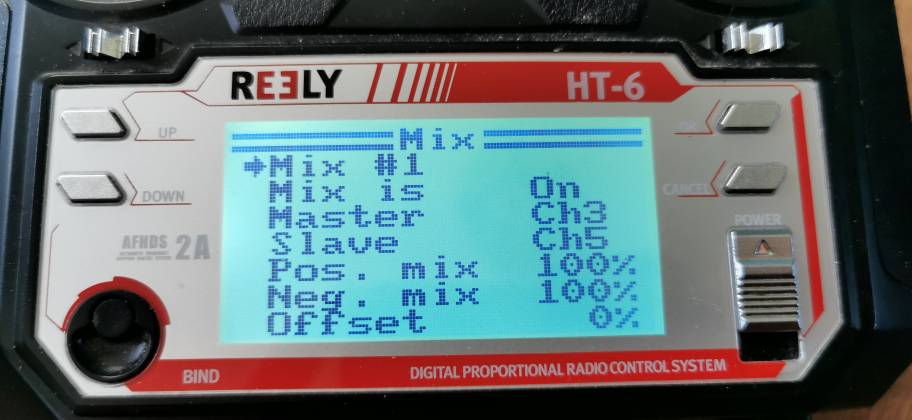 REELY HT-6
UP
OK
DOWN
CANCEL
AFHDS 2A
POWER
Mix
Mix #1
Mix is On
Master Ch3
Slave Ch5
Pos. mix 100%
Neg. mix 100%
Offset 0%
BIND
DIGITAL PROPORTIONAL RADIO CONTROL SYSTEM